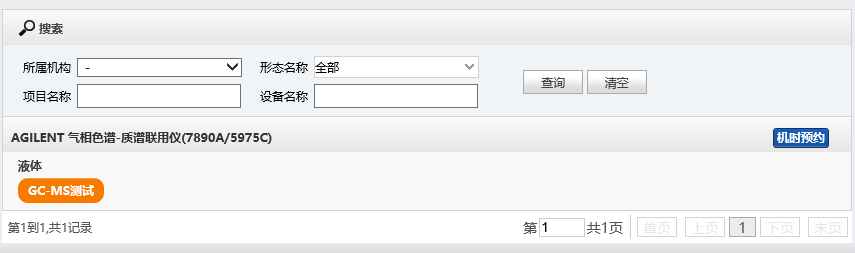 搜索
所属机构 - 形态名称 全部
项目名称 设备名称 查询 清空
AGILENT 气相色谱-质谱联用仪(7890A/5975C) 机时预约
液体
GC-MS测试
第1到1,共1记录 第 1 共1页 首页 上页 1 下页 末页